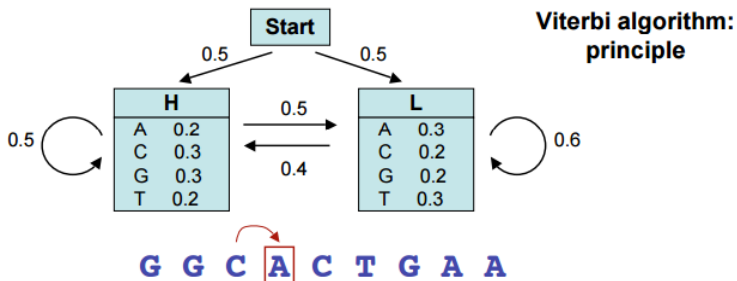 Start
Viterbi algorithm:
principle
0.5 0.5
H
A 0.2
C 0.3
G 0.3
T 0.2
0.5
0.5
0.4
L
A 0.3
C 0.2
G 0.2
T 0.3
0.6
G G C A C T G A A